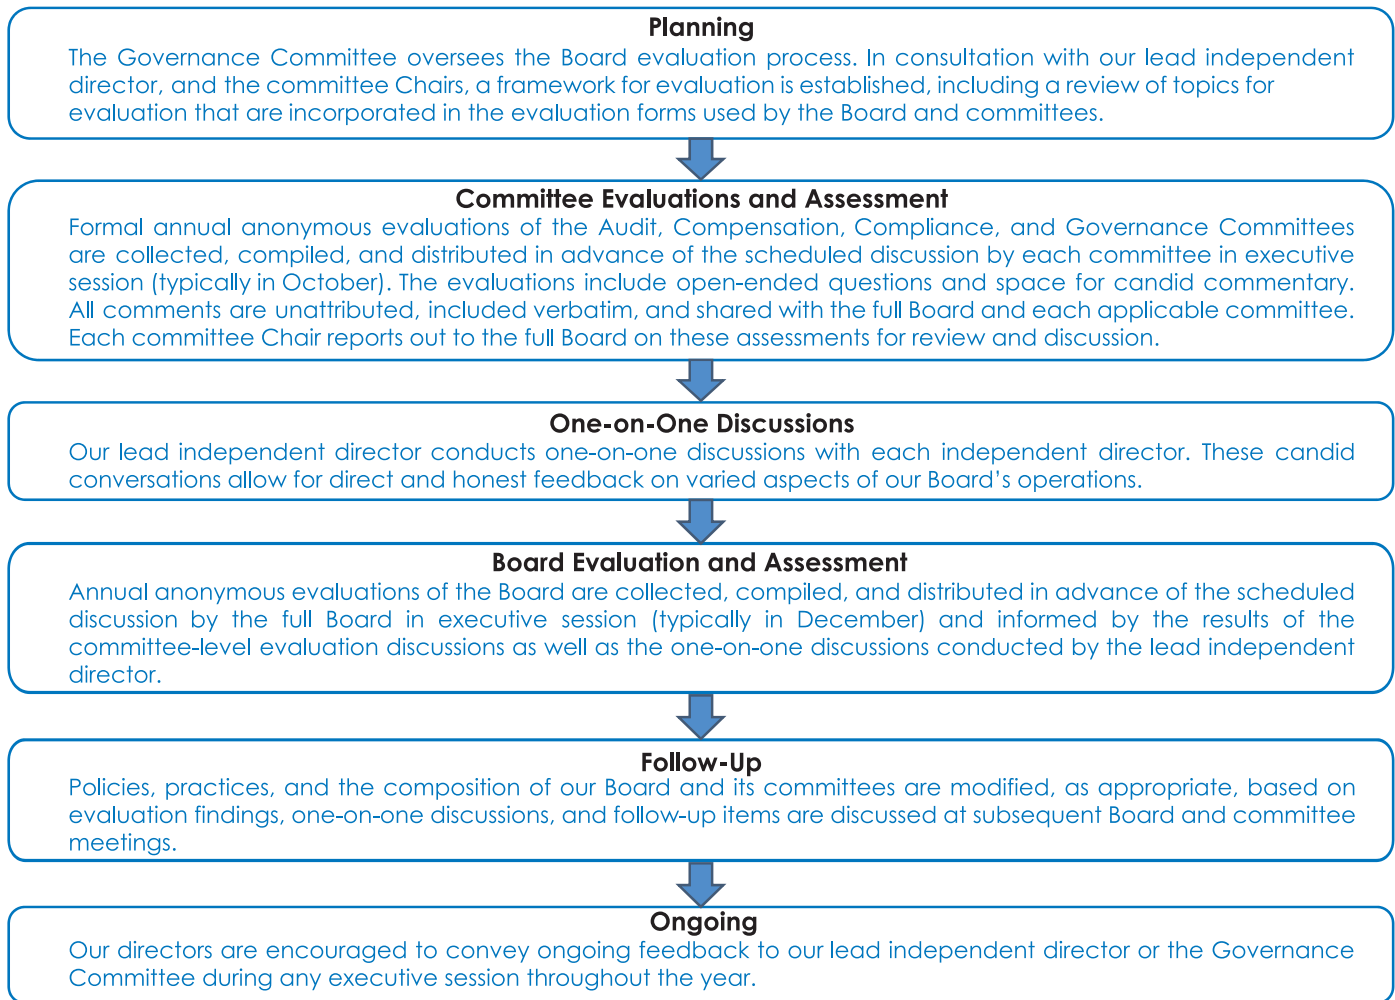 Planning
The Governance Committee oversees the Board evaluation process. In consultation with our lead independent
director, and the committee Chairs, a framework for evaluation is established, including a review of topics for
evaluation that are incorporated in the evaluation forms used by the Board and committees.
Committee Evaluations and Assessment
Formal annual anonymous evaluations of the Audit, Compensation, Compliance, and Governance Committees
are collected, compiled, and distributed in advance of the scheduled discussion by each committee in executive
session (typically in October). The evaluations include open-ended questions and space for candid commentary.
All comments are unattributed, included verbatim, and shared with the full Board and each applicable committee.
Each committee Chair reports out to the full Board on these assessments for review and discussion.
One-on-One Discussions
Our lead independent director conducts one-on-one discussions with each independent director. These candid
conversations allow for direct and honest feedback on varied aspects of our Board’s operations.
Board Evaluation and Assessment
Annual anonymous evaluations of the Board are collected, compiled, and distributed in advance of the scheduled
discussion by the full Board in executive session (typically in December) and informed by the results of the
committee-level evaluation discussions as well as the one-on-one discussions conducted by the lead independent
director.
Follow-Up
Policies, practices, and the composition of our Board and its committees are modified, as appropriate, based on
evaluation findings, one-on-one discussions, and follow-up items are discussed at subsequent Board and committee
meetings.
Ongoing
Our directors are encouraged to convey ongoing feedback to our lead independent director or the Governance
Committee during any executive session throughout the year.